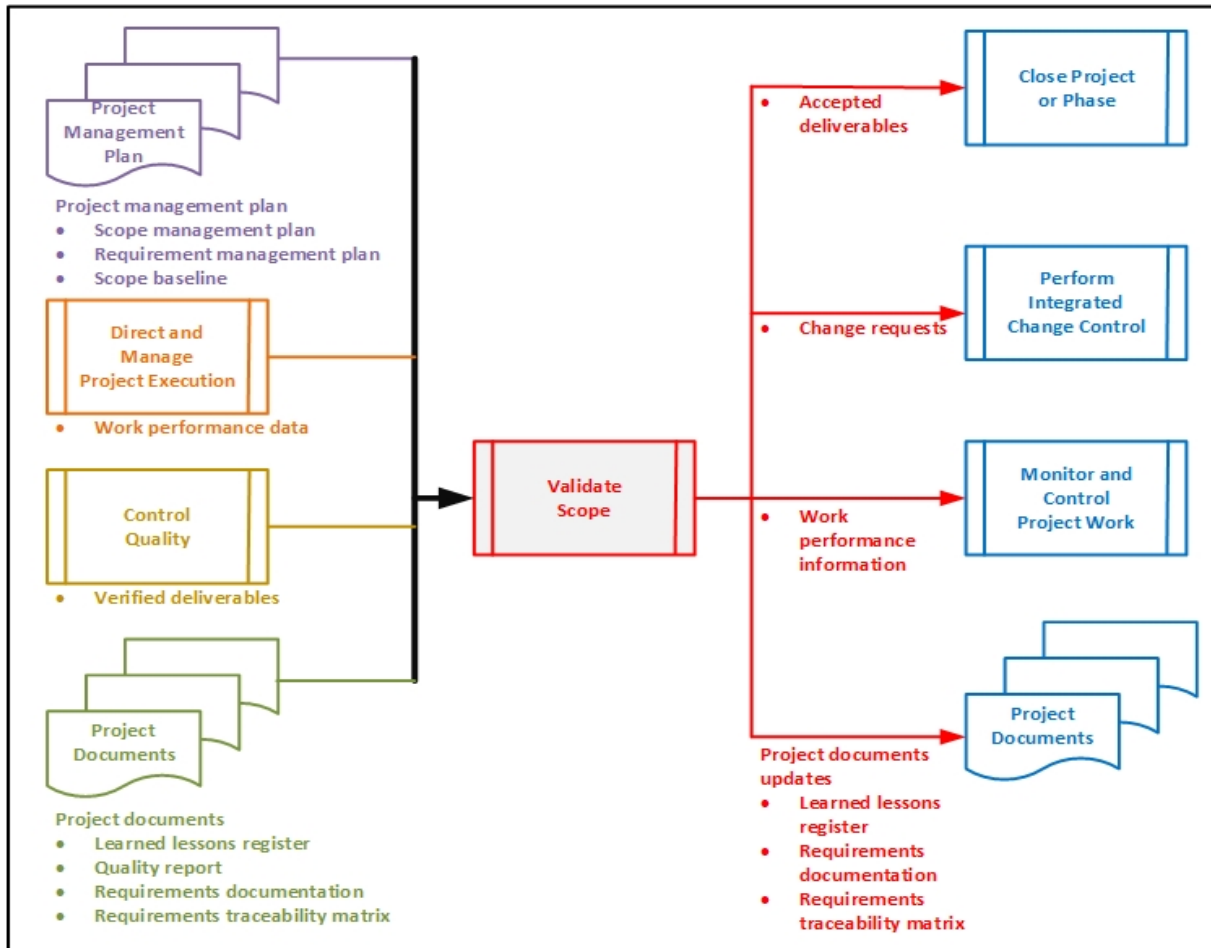 Project
Management
Plan
Project management plan
• Scope management plan
• Requirement management plan
• Scope baseline
Direct and
Manage
Project Execution
• Work performance data
Control
Quality
• Verified deliverables
Project
Documents
Project documents
• Learned lessons register
• Quality report
• Requirements documentation
• Requirements traceability matrix
Validate
Scope
• Accepted
deliverables
• Change requests
• Work
performance
information
Project documents
updates
• Learned lessons
register
• Requirements
documentation
• Requirements
traceability matrix
Close Project
or Phase
Perform
Integrated
Change Control
Monitor and
Control
Project Work
Project
Documents